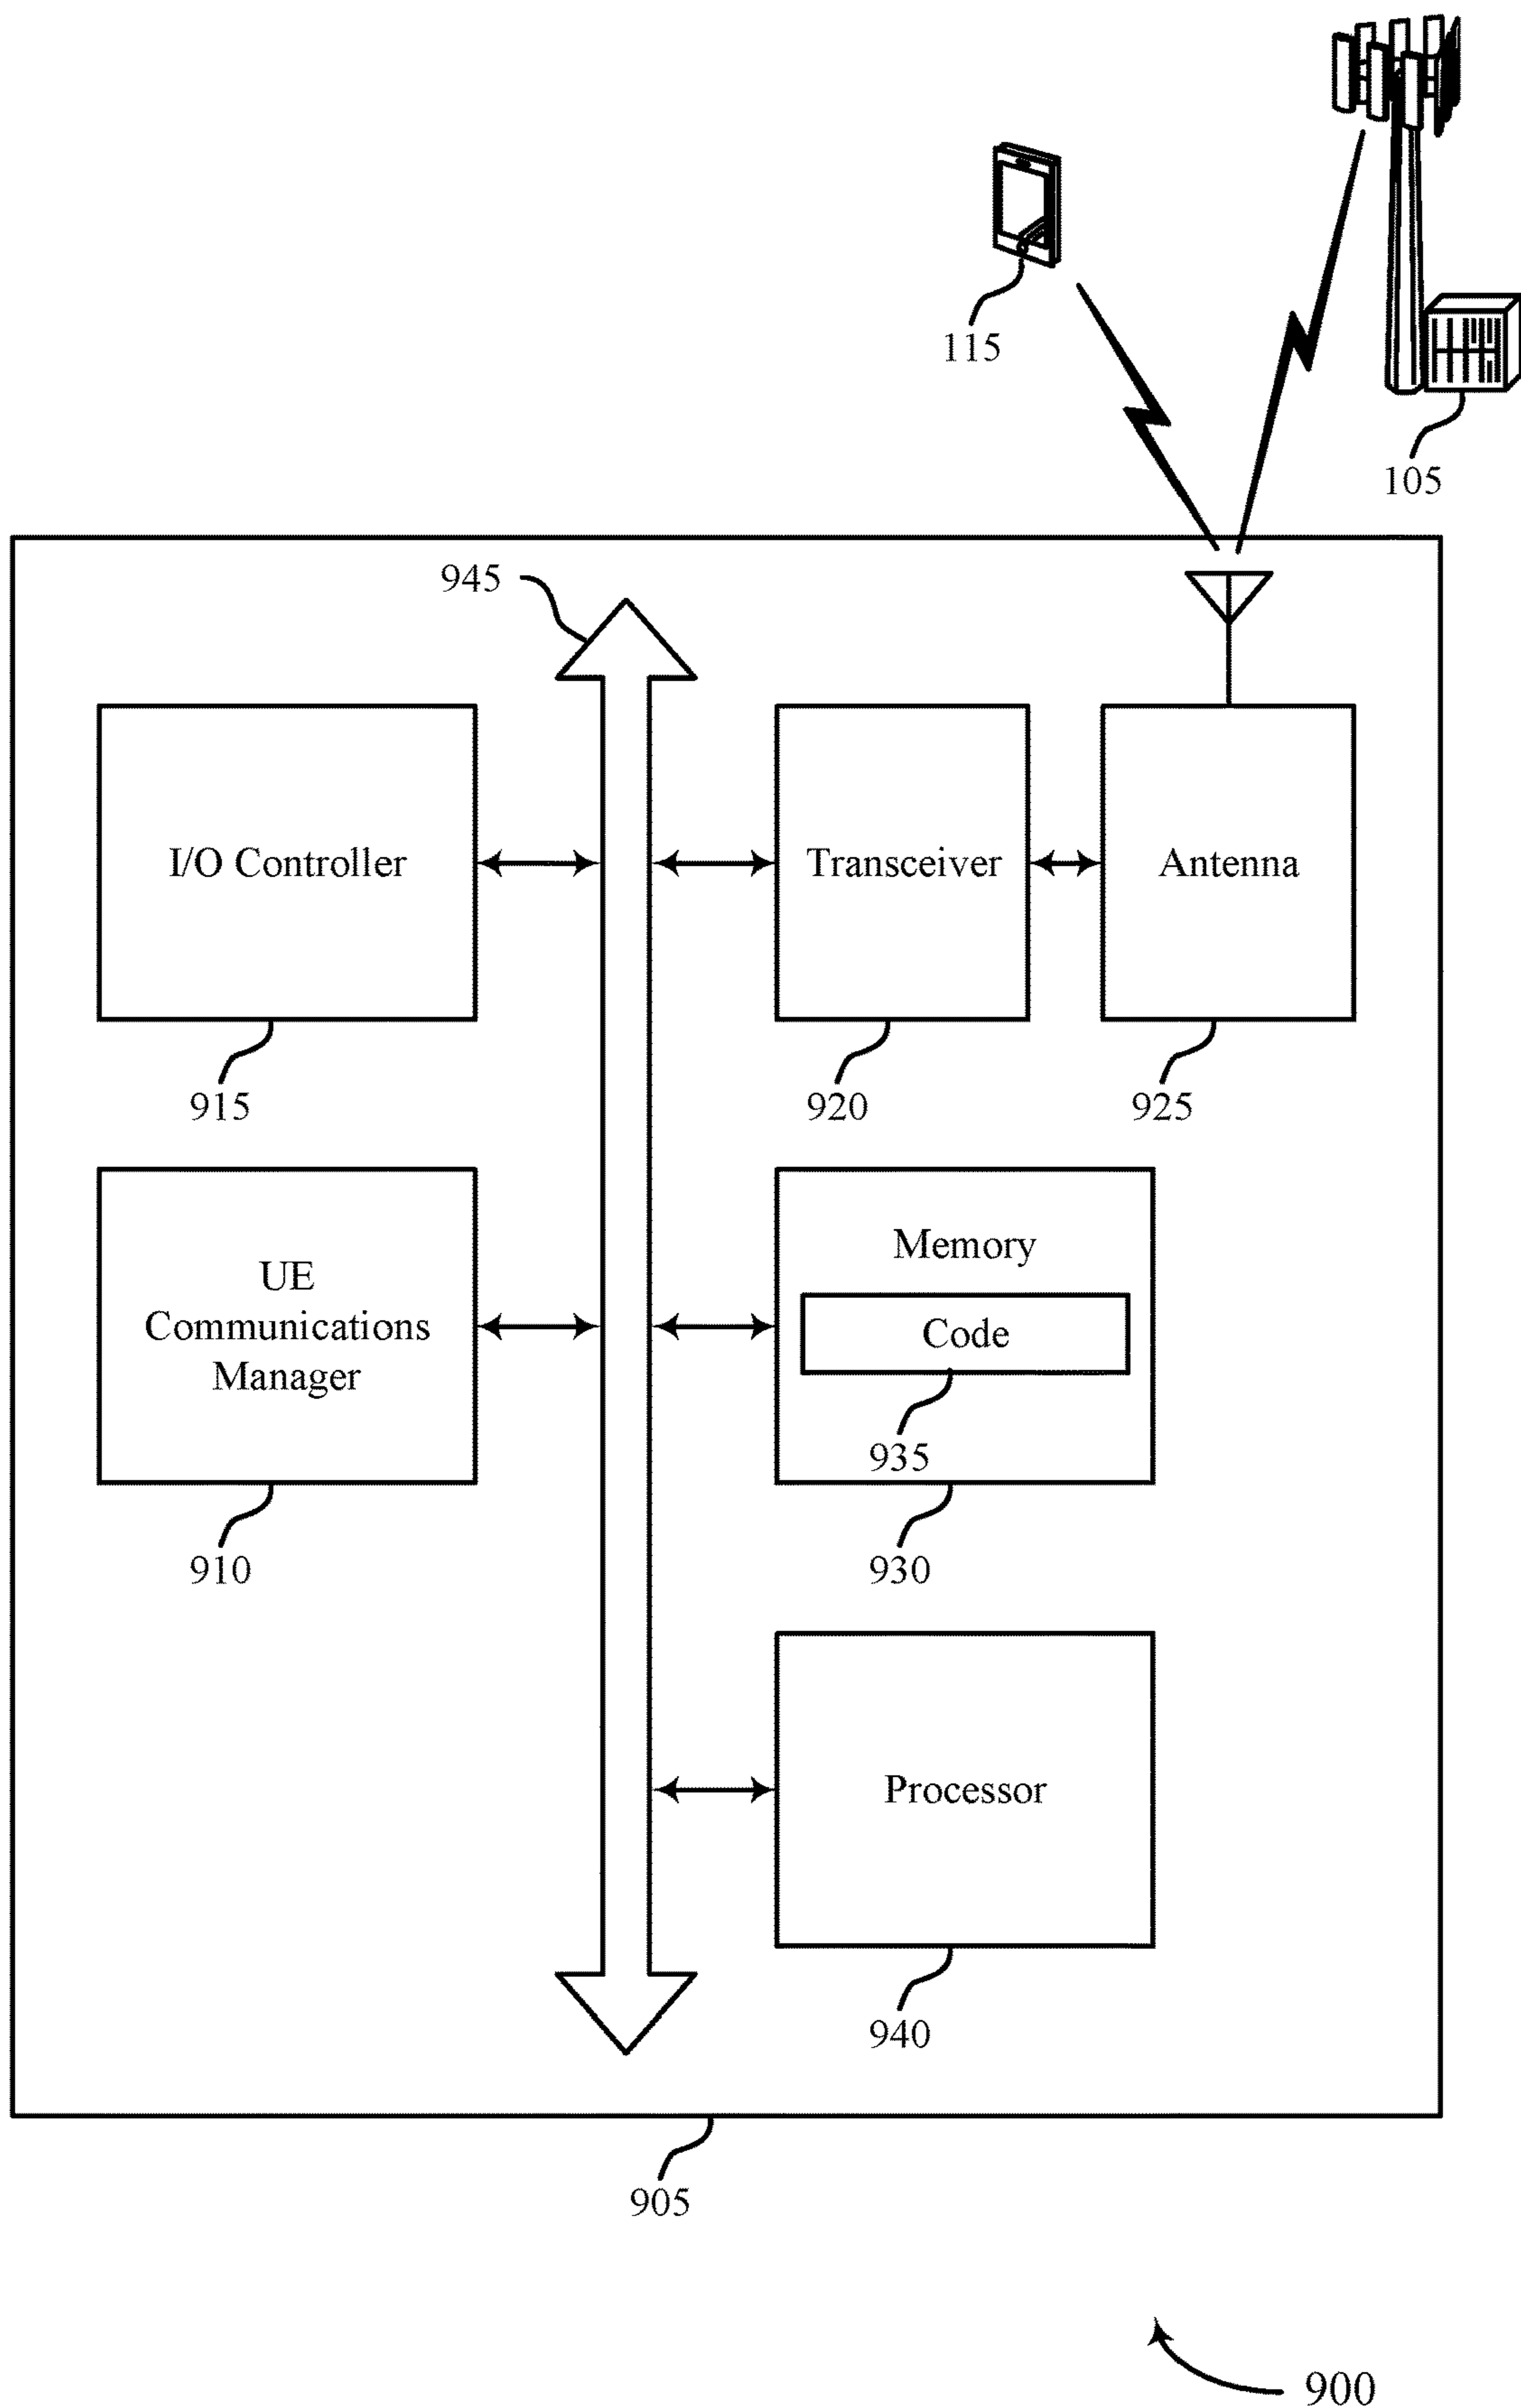 115
105
945
I/O Controller
Transceiver
Antenna
915
920
925
UE
Communications
Manager
Memory
Code
935
910
930
Processor
940
905
900